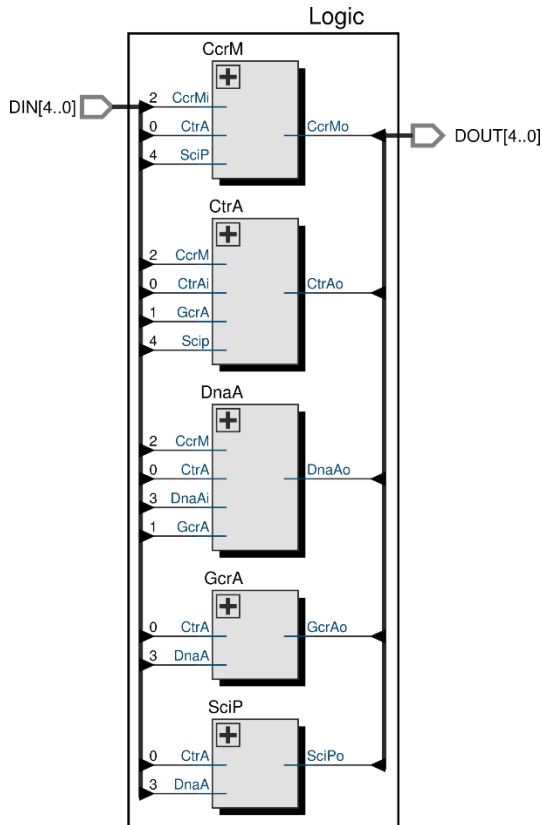 Logic
CcrM
DIN[4..0]
2 CcrMi
0 CtrA
4 SciP
CcrMo
DOUT[4..0]
CtrA
2 CcrM
0 CtrAi
1 GcrA
4 Scip
CtrAo
DnaA
2 CcrM
0 CtrA
3 DnaAi
1 GcrA
DnaAo
GcrA
0 CtrA
3 DnaA
GcrAo
SciP
0 CtrA
3 DnaA
SciPo